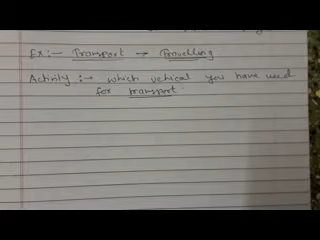 Ex:- Transport → Travelling
Activity :→ which vehical you have used
for transport.